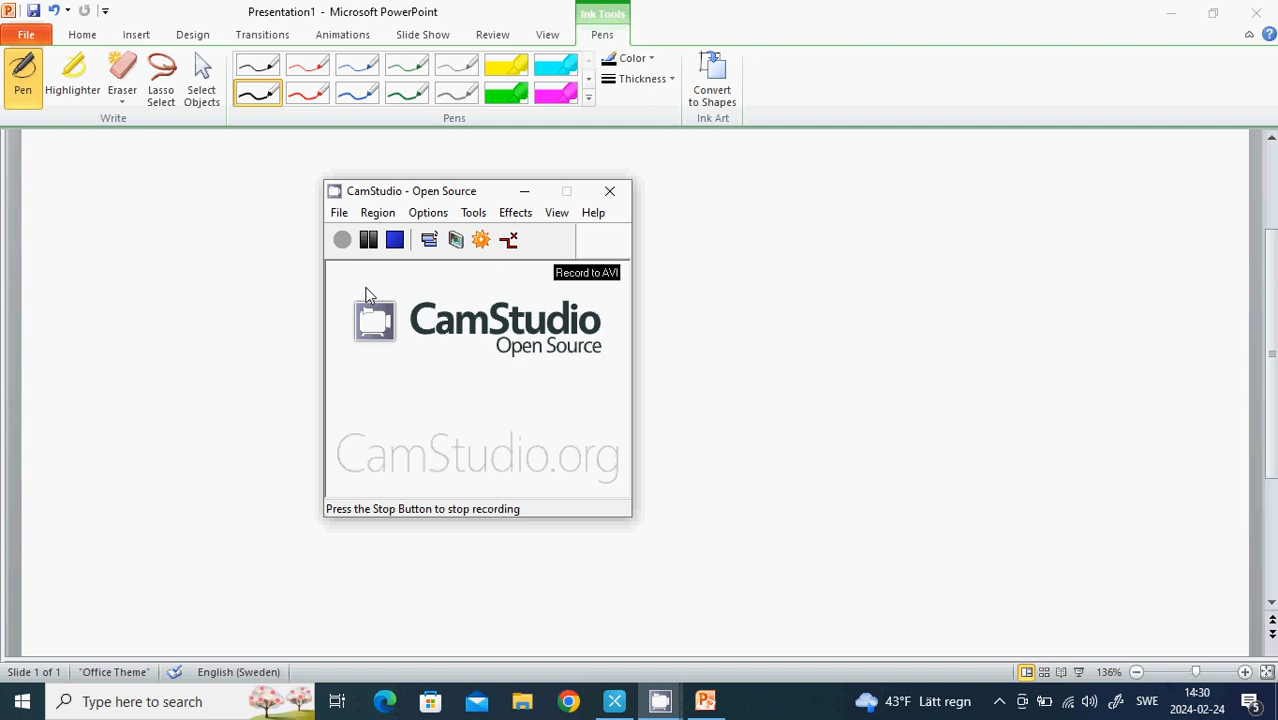 Presentation1 - Microsoft PowerPoint
Ink Tools
File Home Insert Design Transitions Animations Slide Show Review View Pens
Pen
Highlighter
Eraser
Lasso
Select
Select
Objects
Write
Pens
Color
Thickness
Convert
to Shapes
Ink Art
CamStudio - Open Source
File Region Options Tools Effects View Help
Record to AVI
CamStudio
Open Source
CamStudio.org
Press the Stop Button to stop recording
Slide 1 of 1 "Office Theme" English (Sweden) 136%
Type here to search
43°F Lätt regn
SWE
14:30
2024-02-24
5